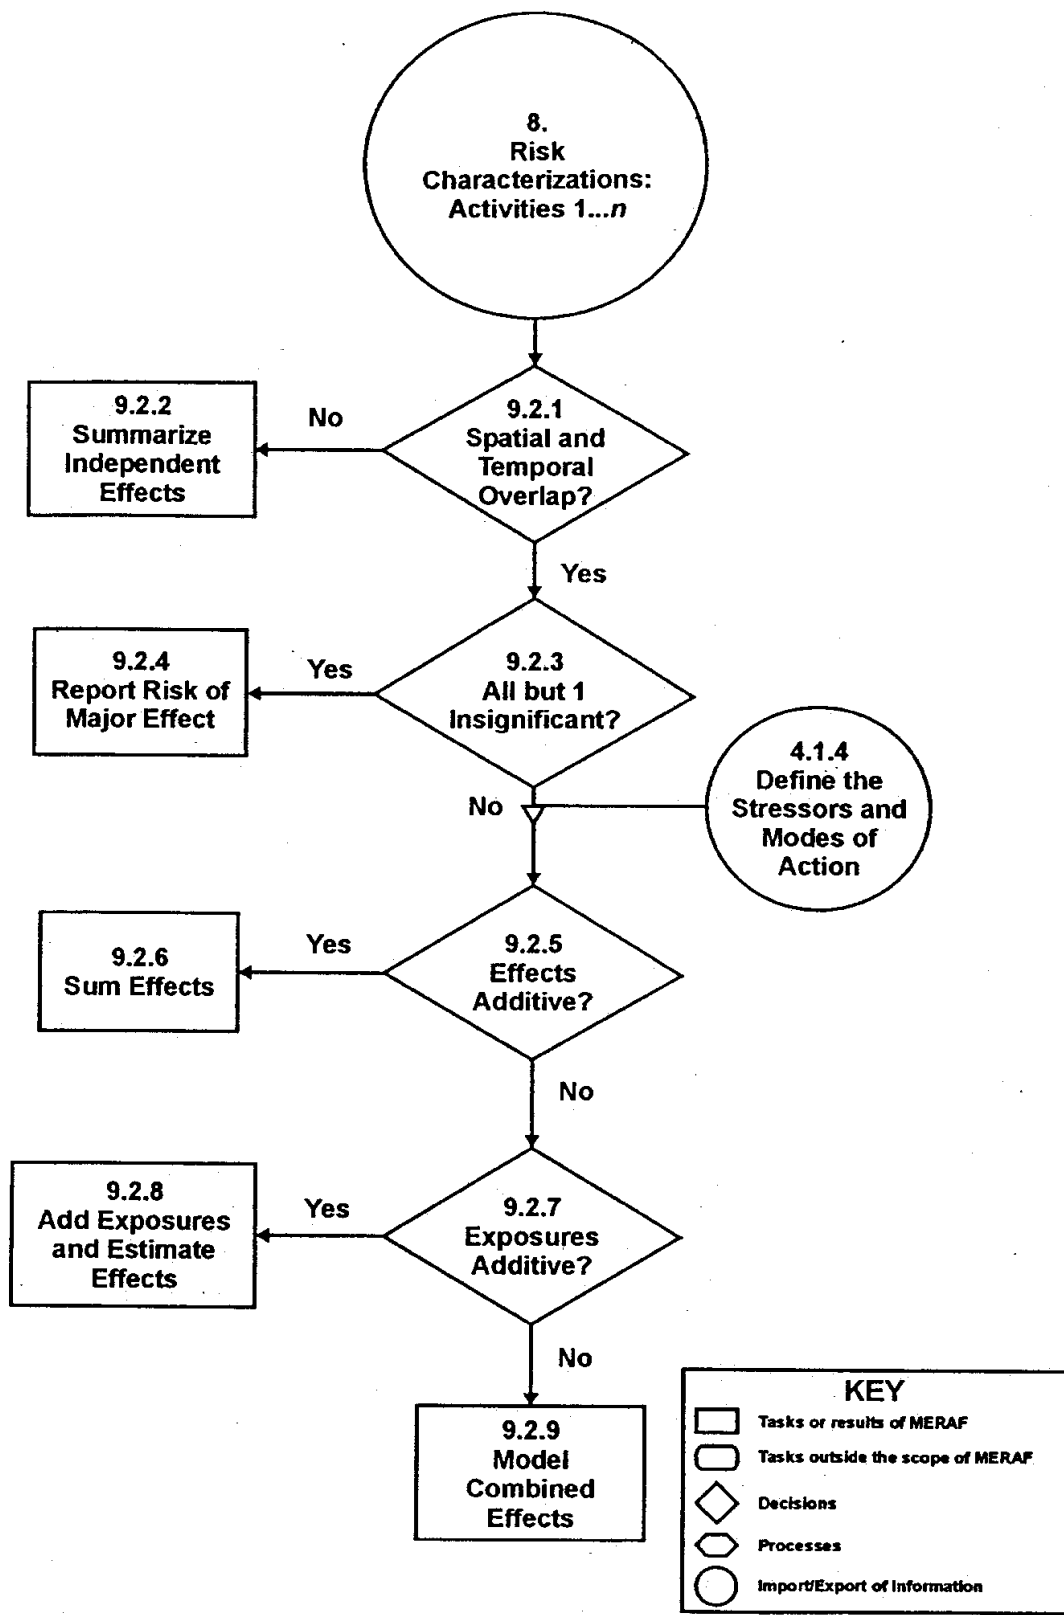 8.
Risk
Characterizations:
Activities 1...n
9.2.2
Summarize
Independent
Effects
No
9.2.1
Spatial and
Temporal
Overlap?
Yes
9.2.4
Report Risk of
Major Effect
Yes
9.2.3
All but 1
Insignificant?
No
4.1.4
Define the
Stressors and
Modes of
Action
9.2.6
Sum Effects
Yes
9.2.5
Effects
Additive?
No
9.2.8
Add Exposures
and Estimate
Effects
Yes
9.2.7
Exposures
Additive?
No
9.2.9
Model
Combined
Effects
KEY
Tasks or results of MERAF
Tasks outside the scope of MERAF
Decisions
Processes
Import/Export of Information